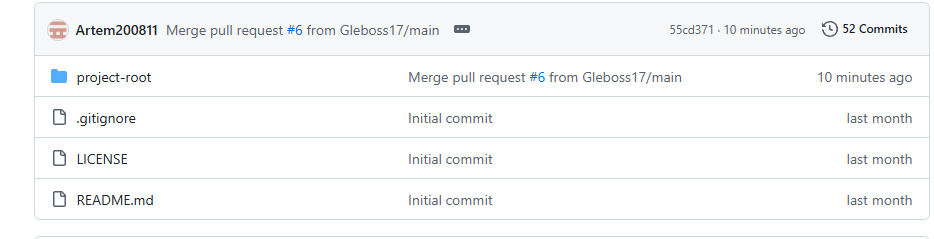 Artem200811 Merge pull request #6 from Gleboss17/main ... 55cd371 · 10 minutes ago 52 Commits
project-root Merge pull request #6 from Gleboss17/main 10 minutes ago
.gitignore Initial commit last month
LICENSE Initial commit last month
README.md Initial commit last month